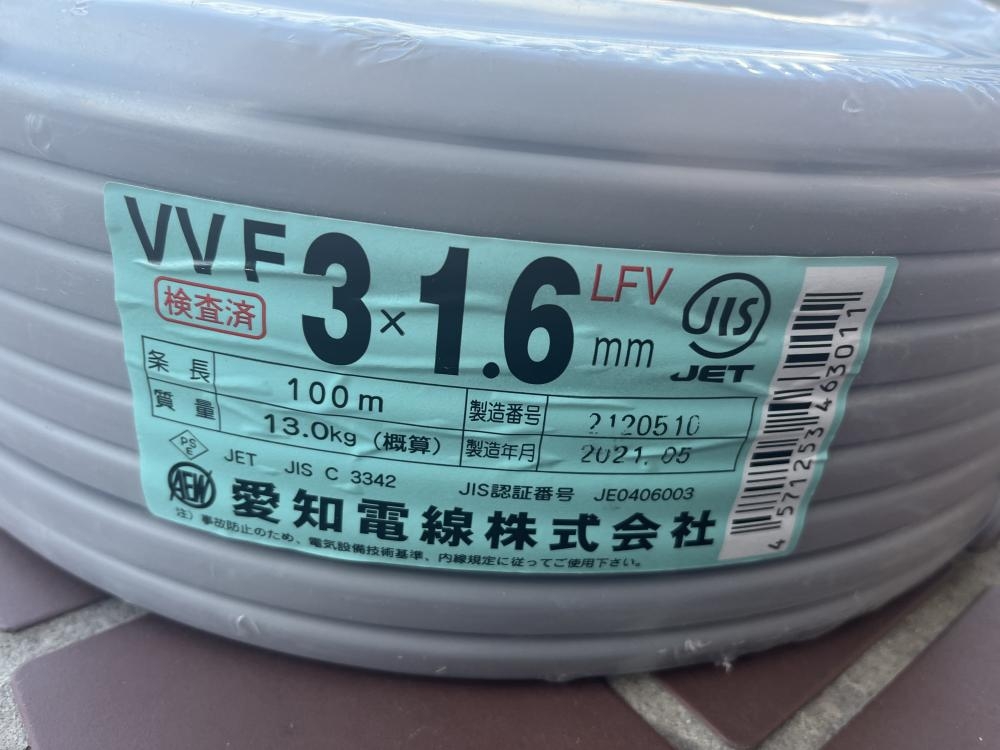 VVF 3×1.6 mm LFV
検査済
JIS
JET
条長 100m 製造番号 2120510
質量 13.0kg（概算） 製造年月 2021.05
PSE JET JIS C 3342 JIS認証番号 JE0406003
AEW 愛知電線株式会社
注）事故防止のため、電気設備技術基準、内線規定に従ってご使用下さい。
4571253463011